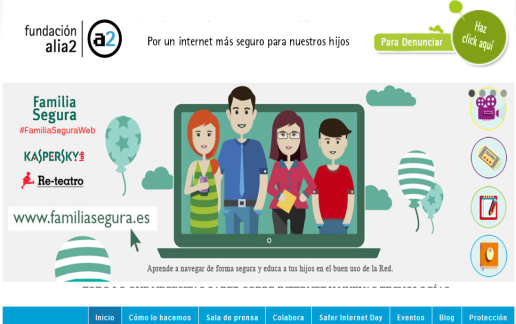 fundación
alia2
a2
Por un internet más seguro para nuestros hijos
Para Denunciar
Haz
click aquí
Familia
Segura
#FamiliaSeguraWeb
KASPERSKY
Re-teatro
www.familiasegura.es
Aprende a navegar de forma segura y educa a tus hijos en el buen uso de la Red.
Inicio Cómo lo hacemos Sala de prensa Colabora Safer Internet Day Eventos Blog Protección